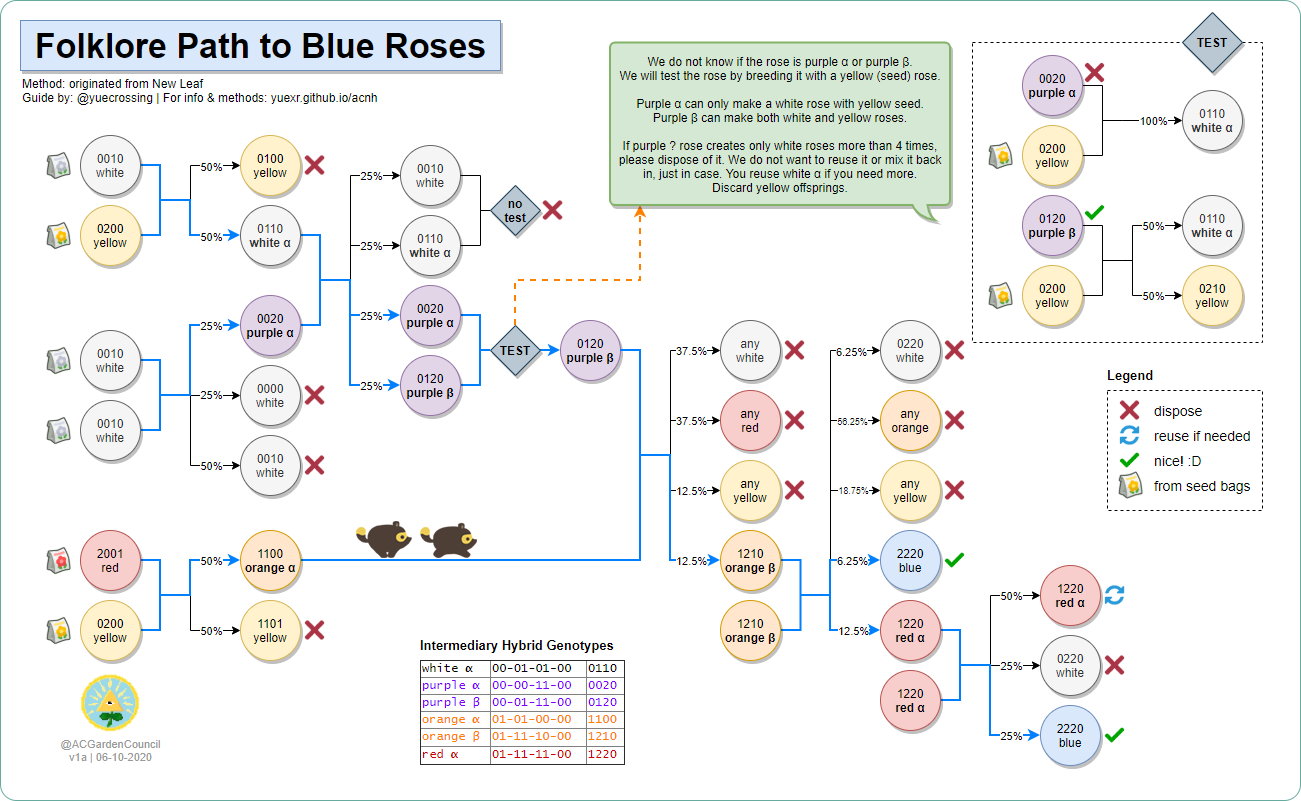 Folklore Path to Blue Roses
Method: originated from New Leaf
Guide by: @yuecrossing | For info & methods: yuexr.github.io/acnh
We do not know if the rose is purple α or purple β.
We will test the rose by breeding it with a yellow (seed) rose.
Purple α can only make a white rose with yellow seed.
Purple β can make both white and yellow roses.
If purple ? rose creates only white roses more than 4 times,
please dispose of it. We do not want to reuse it or mix it back
in, just in case. You reuse white α if you need more.
Discard yellow offsprings.
TEST
0020
purple α
0200
yellow
100%
0110
white α
0120
purple β
0200
yellow
50%
0110
white α
50%
0210
yellow
0010
white
0200
yellow
50%
0100
yellow
50%
0110
white α
0010
white
0010
white
25%
0020
purple α
25%
0000
white
50%
0010
white
25%
0010
white
25%
0110
white α
no
test
25%
0020
purple α
25%
0120
purple β
TEST
0120
purple β
2001
red
0200
yellow
50%
1100
orange α
50%
1101
yellow
37.5%
any
white
37.5%
any
red
12.5%
any
yellow
12.5%
1210
orange β
1210
orange β
6.25%
0220
white
56.25%
any
orange
18.75%
any
yellow
6.25%
2220
blue
12.5%
1220
red α
1220
red α
50%
1220
red α
25%
0220
white
25%
2220
blue
Legend
dispose
reuse if needed
nice! :D
from seed bags
Intermediary Hybrid Genotypes
white α 00-01-01-00 0110
purple α 00-00-11-00 0020
purple β 00-01-11-00 0120
orange α 01-01-00-00 1100
orange β 01-11-10-00 1210
red α 01-11-11-00 1220
@ACGardenCouncil
v1a | 06-10-2020